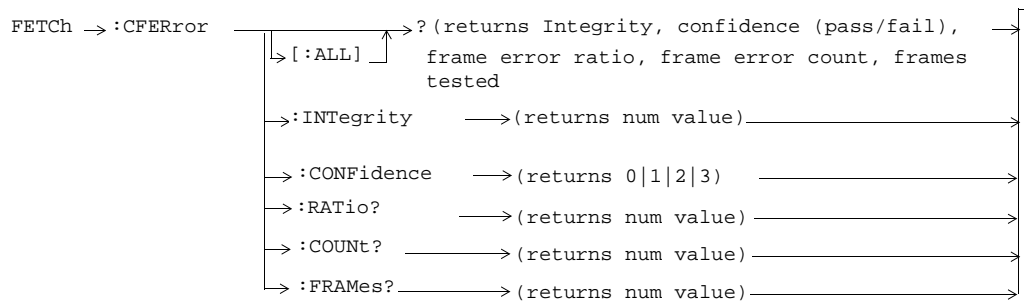 FETCh :CFERror ? (returns Integrity, confidence (pass/fail),
[:ALL] frame error ratio, frame error count, frames
tested
:INTegrity (returns num value)
:CONFidence (returns 0|1|2|3)
:RATio? (returns num value)
:COUNt? (returns num value)
:FRAMes? (returns num value)